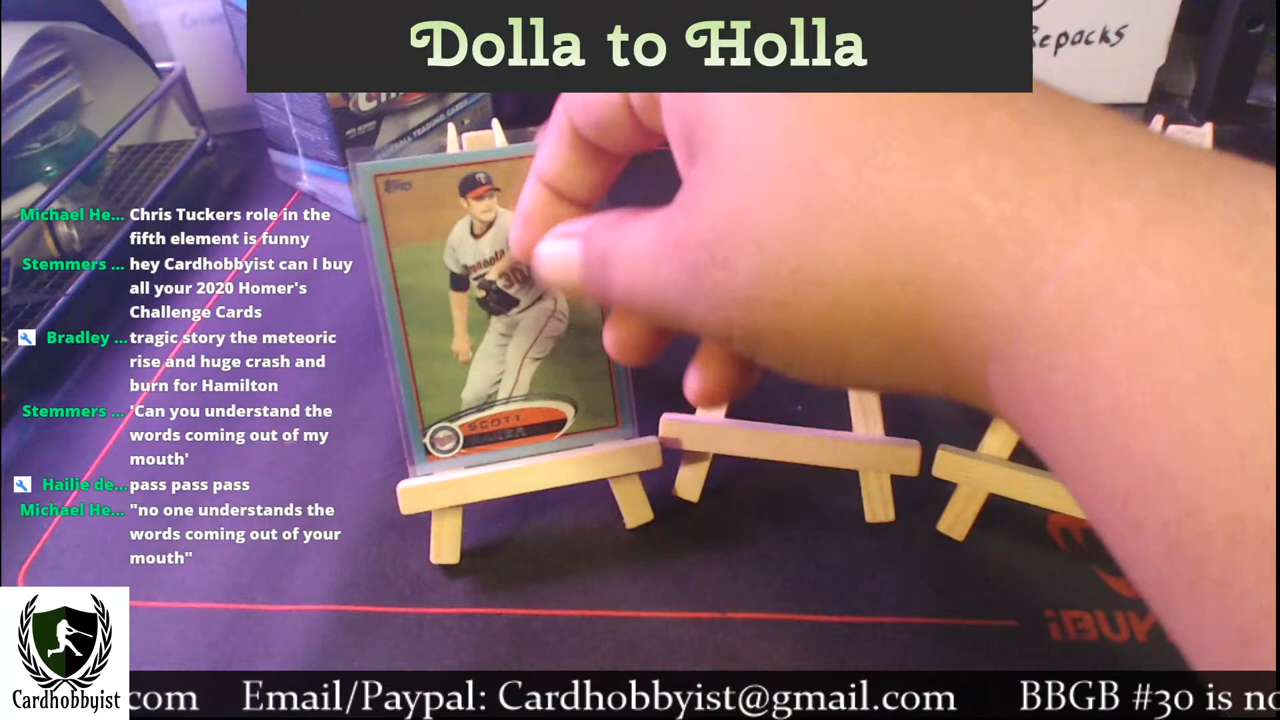 Dolla to Holla
Repacks
Topps
Minnesota
30
SCOTT
BAKER
Michael He... Chris Tuckers role in the
fifth element is funny
Stemmers ... hey Cardhobbyist can I buy
all your 2020 Homer's
Challenge Cards
Bradley ... tragic story the meteoric
rise and huge crash and
burn for Hamilton
Stemmers ... 'Can you understand the
words coming out of my
mouth'
Hailie de... pass pass pass
Michael He... "no one understands the
words coming out of your
mouth"
iBUY
Cardhobbyist
.com Email/Paypal: Cardhobbyist@gmail.com BBGB #30 is no